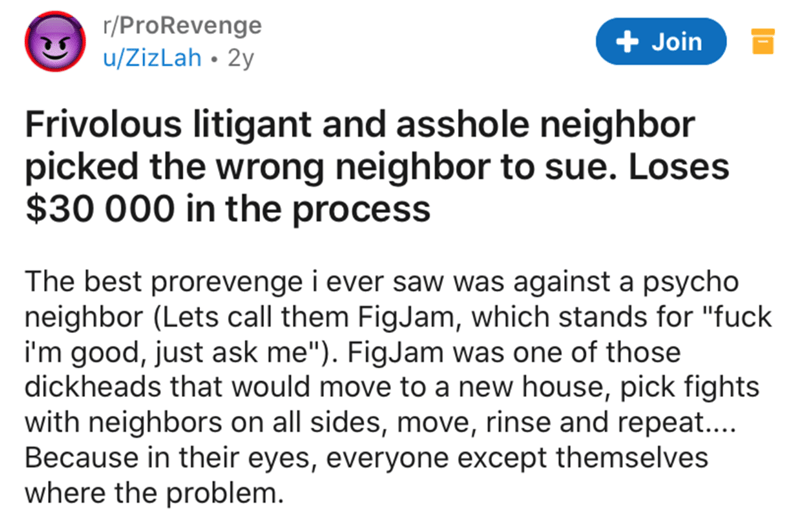 r/ProRevenge
u/ZizLah • 2y
+ Join
Frivolous litigant and asshole neighbor
picked the wrong neighbor to sue. Loses
$30 000 in the process
The best prorevenge i ever saw was against a psycho
neighbor (Lets call them FigJam, which stands for "fuck
i'm good, just ask me"). FigJam was one of those
dickheads that would move to a new house, pick fights
with neighbors on all sides, move, rinse and repeat....
Because in their eyes, everyone except themselves
where the problem.